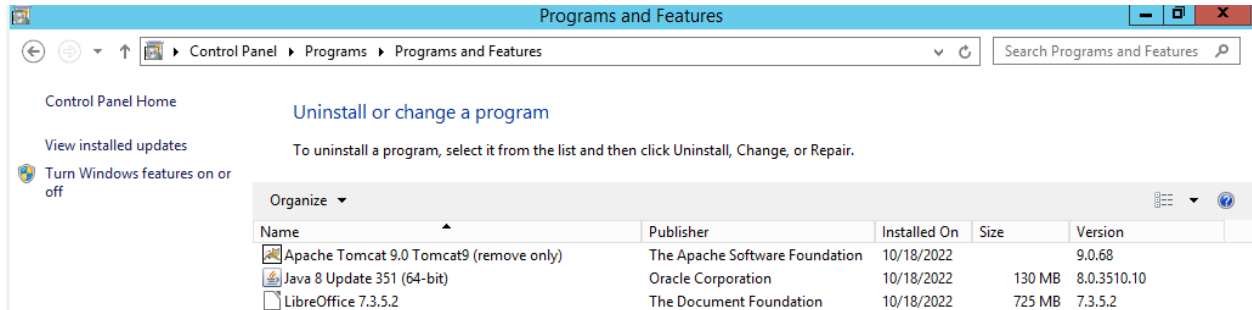 Programs and Features
Control Panel Programs Programs and Features Search Programs and Features
Control Panel Home
Uninstall or change a program
View installed updates
To uninstall a program, select it from the list and then click Uninstall, Change, or Repair.
Turn Windows features on or
off
Organize
Name Publisher Installed On Size Version
Apache Tomcat 9.0 Tomcat9 (remove only) The Apache Software Foundation 10/18/2022 9.0.68
Java 8 Update 351 (64-bit) Oracle Corporation 10/18/2022 130 MB 8.0.3510.10
LibreOffice 7.3.5.2 The Document Foundation 10/18/2022 725 MB 7.3.5.2